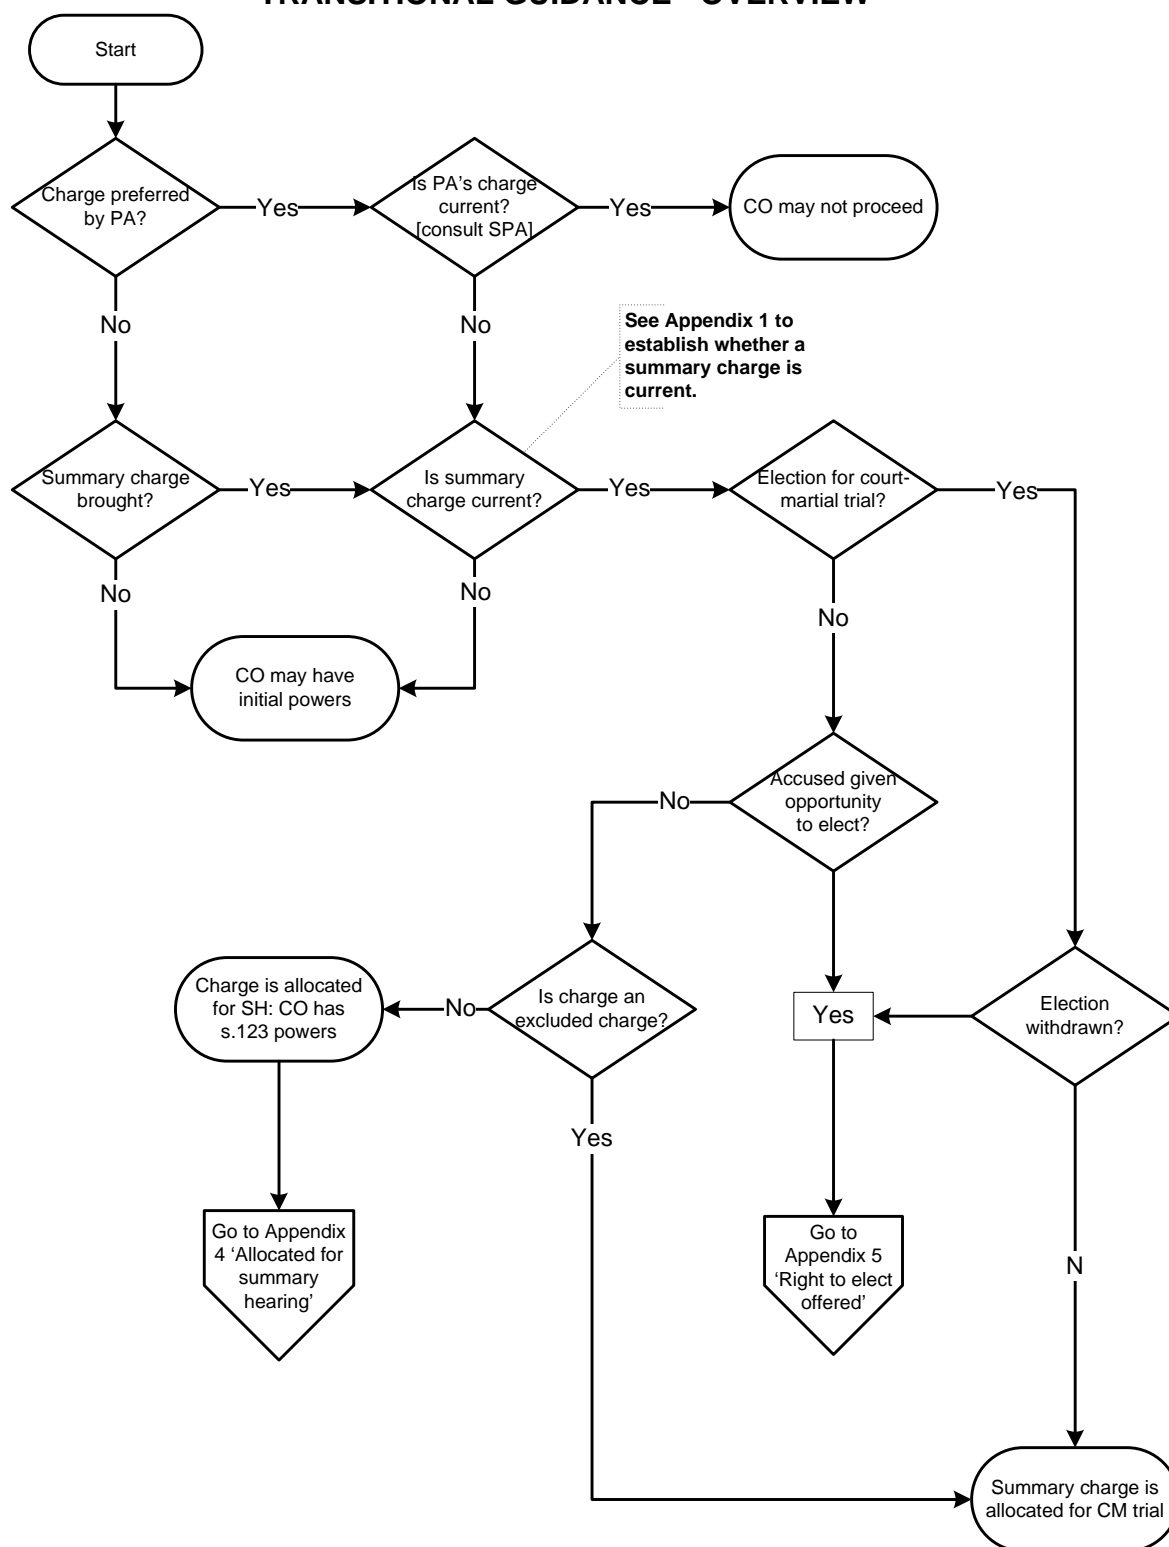 TRANSITIONAL GUIDANCE - OVERVIEW
Start
Charge preferred
by PA?
Yes
Is PA's charge
current?
[consult SPA]
Yes
CO may not proceed
No
No
See Appendix 1 to
establish whether a
summary charge is
current.
Summary charge
brought?
Yes
Is summary
charge current?
Yes
Election for court-
martial trial?
Yes
No
No
No
CO may have
initial powers
Accused given
opportunity
to elect?
No
Charge is allocated
for SH: CO has
s.123 powers
No
Is charge an
excluded charge?
Yes
Election
withdrawn?
Yes
Go to Appendix
4 ‘Allocated for
summary
hearing’
Go to
Appendix 5
‘Right to elect
offered’
N
Summary charge is
allocated for CM trial